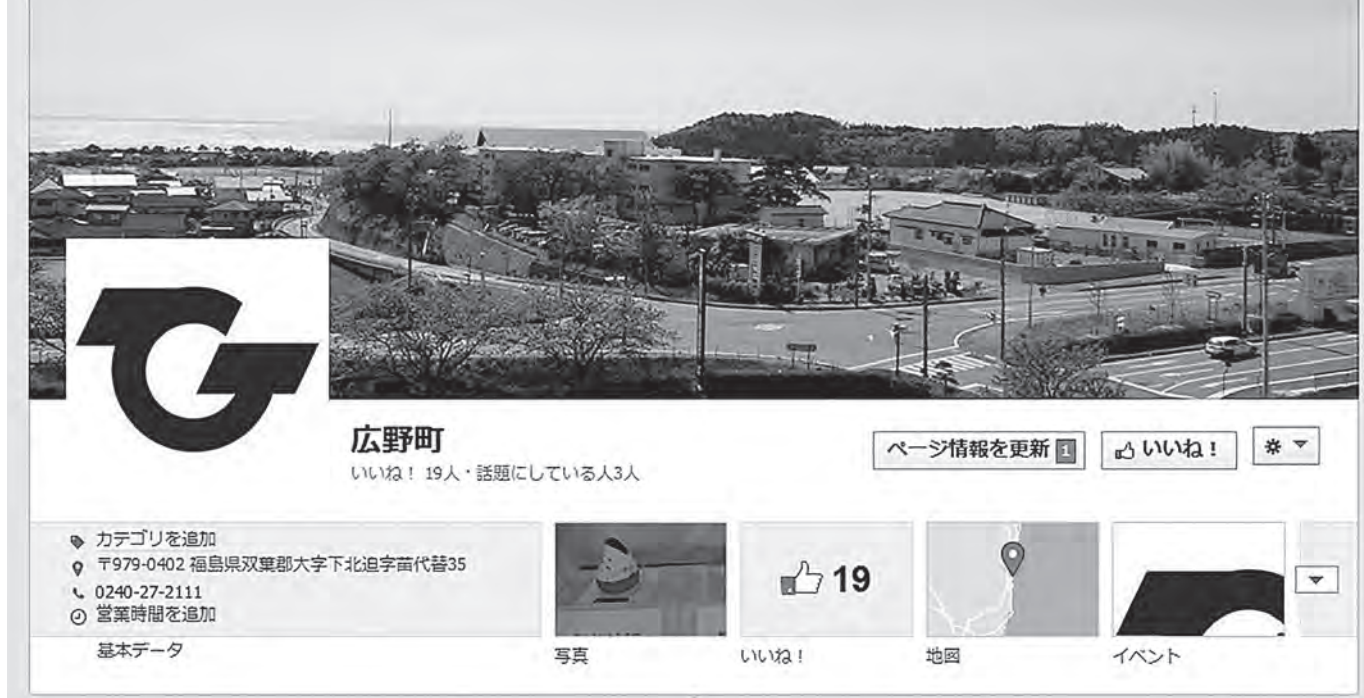 広野町
いいね! 19人・話題にしている人3人
ページ情報を更新 1
いいね!
カテゴリを追加
〒979-0402 福島県双葉郡大字下北迫字苗代替35
0240-27-2111
営業時間を追加
基本データ
19
写真
いいね!
地図
イベント